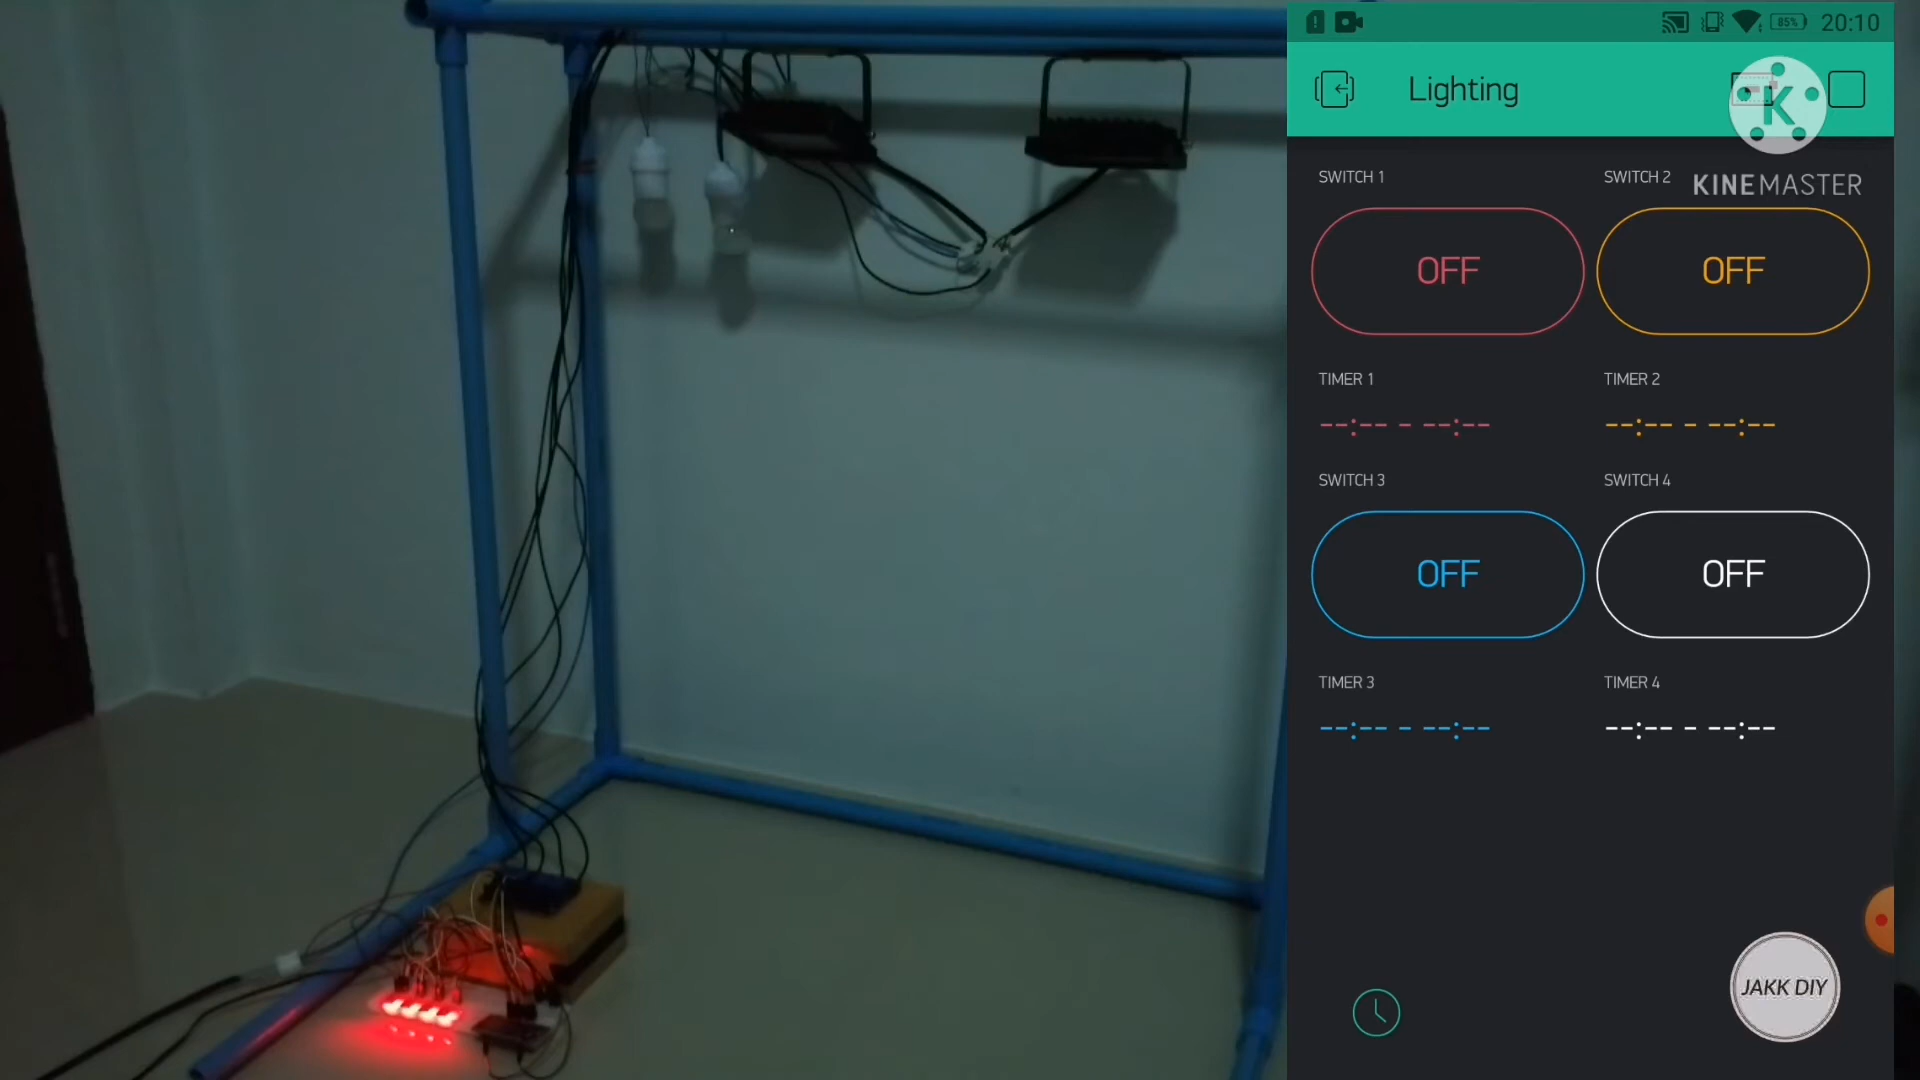 85% 20:10
Lighting
K
KINEMASTER
SWITCH 1 SWITCH 2
OFF OFF
TIMER 1 TIMER 2
--:-- - --:-- --:-- - --:--
SWITCH 3 SWITCH 4
OFF OFF
TIMER 3 TIMER 4
--:-- - --:-- --:-- - --:--
JAKK DIY